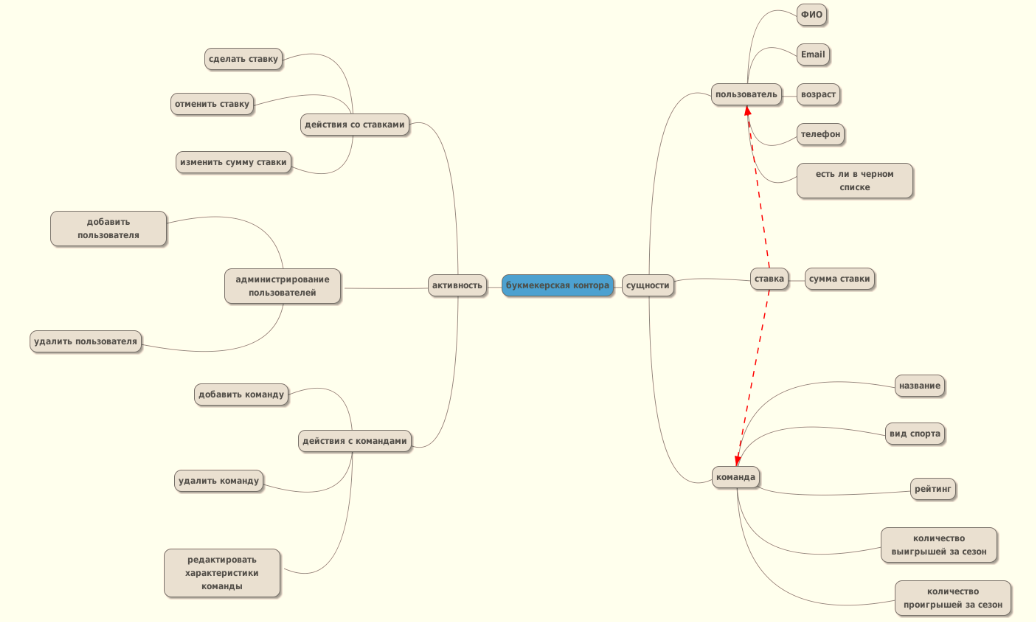 букмекерская контора
активность
действия со ставками
сделать ставку
отменить ставку
изменить сумму ставки
администрирование
пользователей
добавить
пользователя
удалить пользователя
действия с командами
добавить команду
удалить команду
редактировать
характеристики
команды
сущности
пользователь
ФИО
Email
возраст
телефон
есть ли в черном
списке
ставка
сумма ставки
команда
название
вид спорта
рейтинг
количество
выигрышей за сезон
количество
проигрышей за сезон